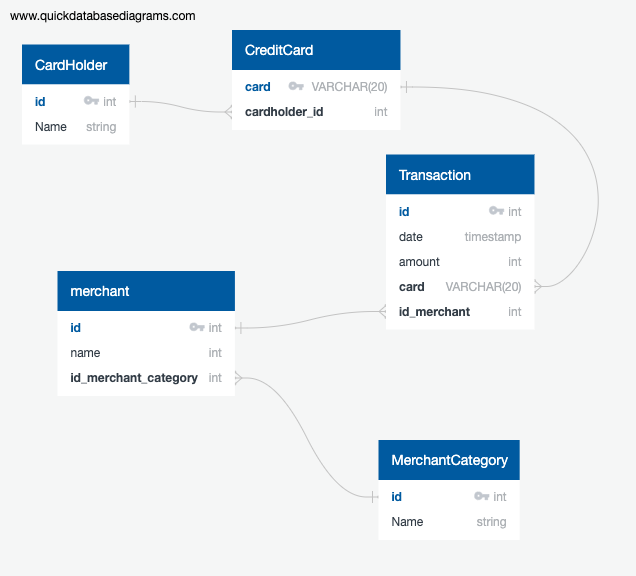 www.quickdatabasediagrams.com
CardHolder
id int
Name string
CreditCard
card VARCHAR(20)
cardholder_id int
Transaction
id int
date timestamp
amount int
card VARCHAR(20)
id_merchant int
merchant
id int
name int
id_merchant_category int
MerchantCategory
id int
Name string